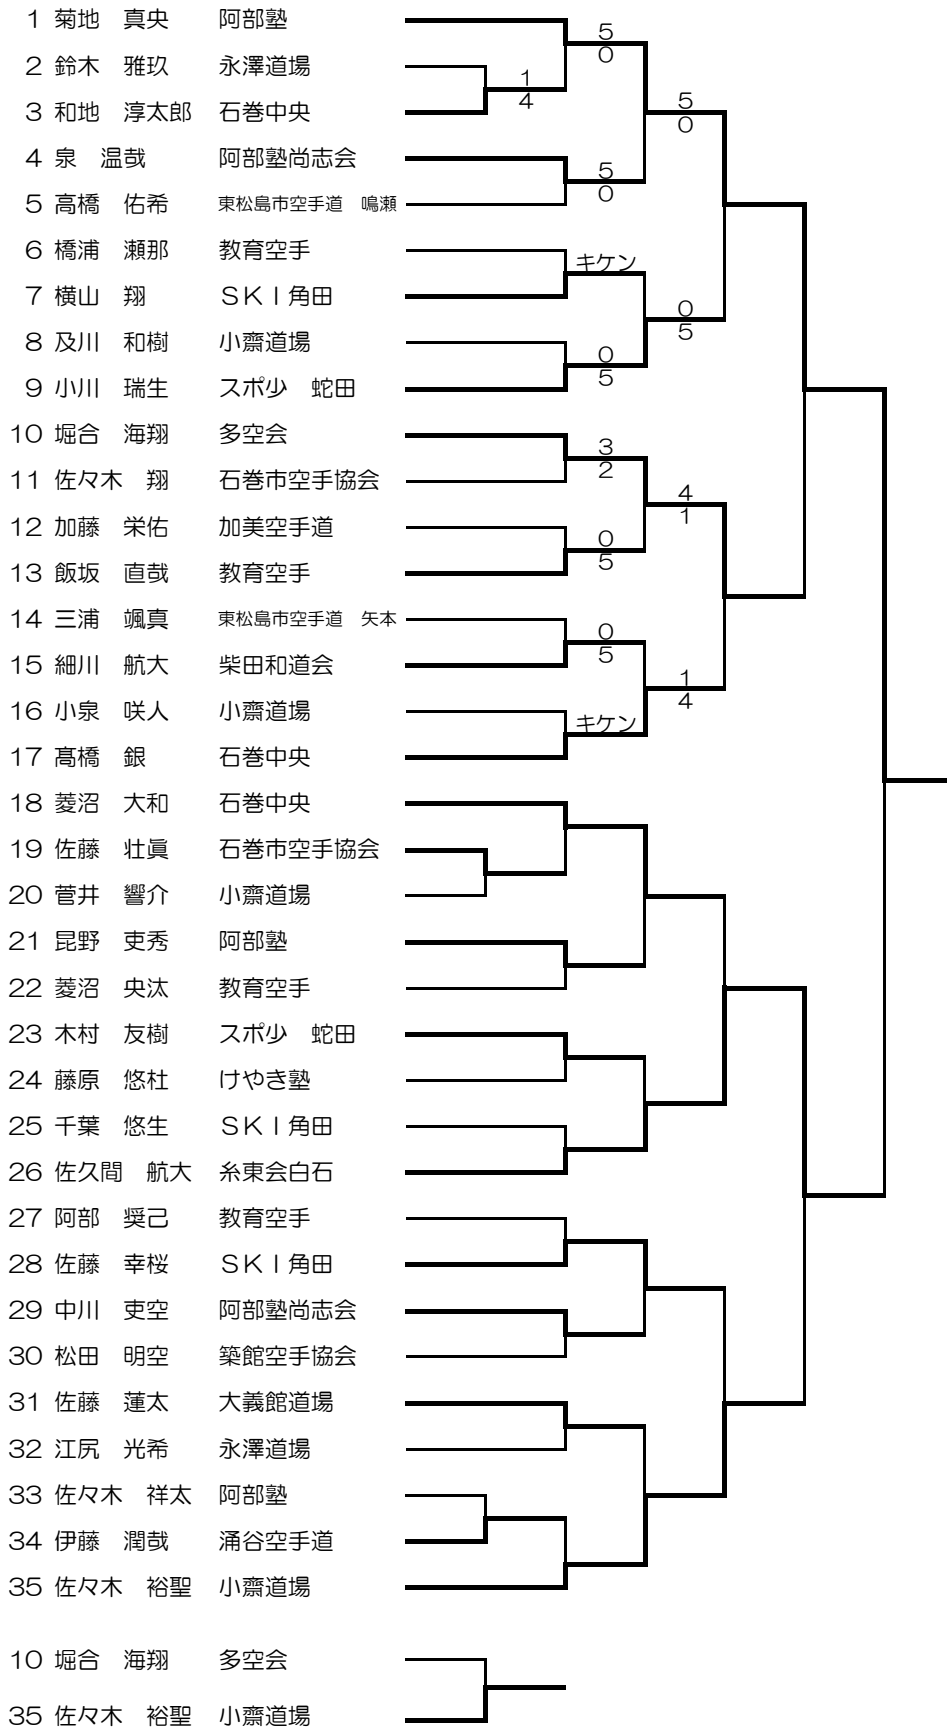 1 菊地　真央　阿部塾
5
0
2 鈴木　雅玖　永澤道場
1
4
3 和地　淳太郎　石巻中央
5
0
4 泉　温哉　阿部塾尚志会
5
0
5 高橋　佑希　東松島市空手道　鳴瀬
6 橋浦　瀬那　教育空手
キケン
7 横山　翔　ＳＫＩ角田
0
5
8 及川　和樹　小齋道場
0
5
9 小川　瑞生　スポ少　蛇田
10 堀合　海翔　多空会
3
2
11 佐々木　翔　石巻市空手協会
4
1
12 加藤　栄佑　加美空手道
0
5
13 飯坂　直哉　教育空手
14 三浦　颯真　東松島市空手道　矢本
0
5
15 細川　航大　柴田和道会
1
4
16 小泉　咲人　小齋道場
キケン
17 髙橋　銀　石巻中央
18 菱沼　大和　石巻中央
19 佐藤　壮眞　石巻市空手協会
20 菅井　響介　小齋道場
21 昆野　吏秀　阿部塾
22 菱沼　央汰　教育空手
23 木村　友樹　スポ少　蛇田
24 藤原　悠杜　けやき塾
25 千葉　悠生　ＳＫＩ角田
26 佐久間　航大　糸東会白石
27 阿部　奨己　教育空手
28 佐藤　幸桜　ＳＫＩ角田
29 中川　吏空　阿部塾尚志会
30 松田　明空　築館空手協会
31 佐藤　蓮太　大義館道場
32 江尻　光希　永澤道場
33 佐々木　祥太　阿部塾
34 伊藤　潤哉　涌谷空手道
35 佐々木　裕聖　小齋道場
10 堀合　海翔　多空会
35 佐々木　裕聖　小齋道場